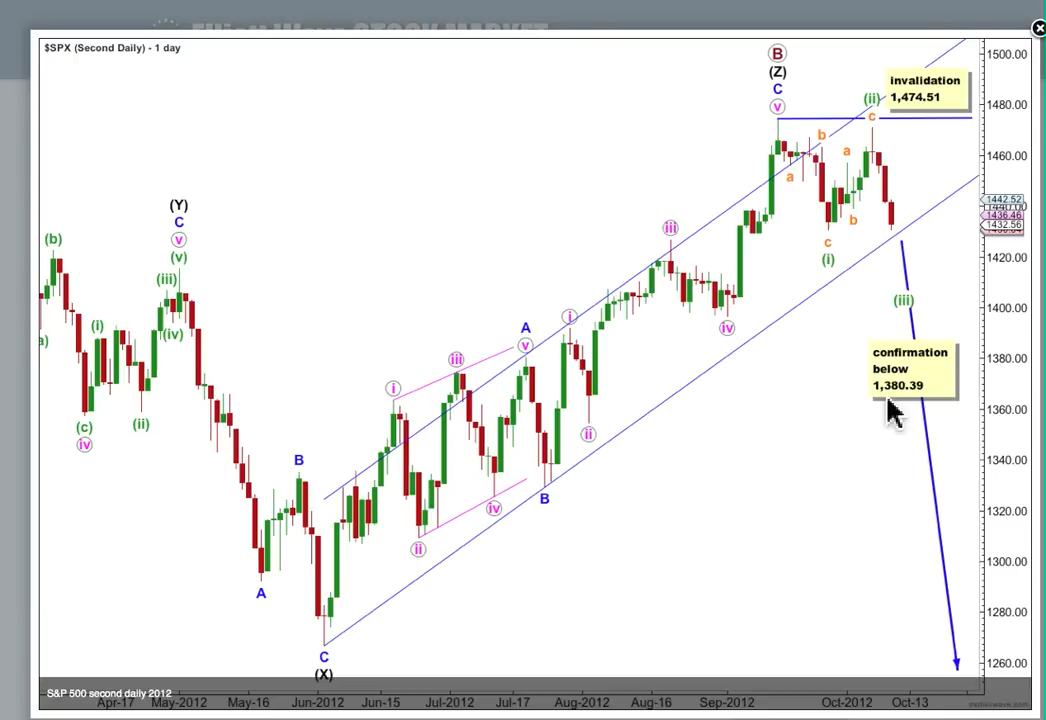 Elliott Wave STOCK MARKET
$SPX (Second Daily) - 1 day
1500.00
B
(Z)
C
v
invalidation
1,474.51
(ii)
c
1480.00
b
a
1460.00
a
1442.52
1440.00
1436.46
1432.56
b
c
(i)
(Y)
C
v
(v)
(b)
(iii)
(iv)
1420.00
iii
(iii)
1400.00
(i)
a)
A
v
i
iv
1380.00
iii
i
confirmation
below
1,380.39
1360.00
(c)
iv
(ii)
ii
1340.00
B
B
iv
1320.00
ii
1300.00
A
1280.00
C
(X)
1260.00
S&P 500 second daily 2012
Apr-17 May-2012 May-16 Jun-2012 Jun-15 Jul-2012 Jul-17 Aug-2012 Aug-16 Sep-2012 Oct-2012 Oct-13